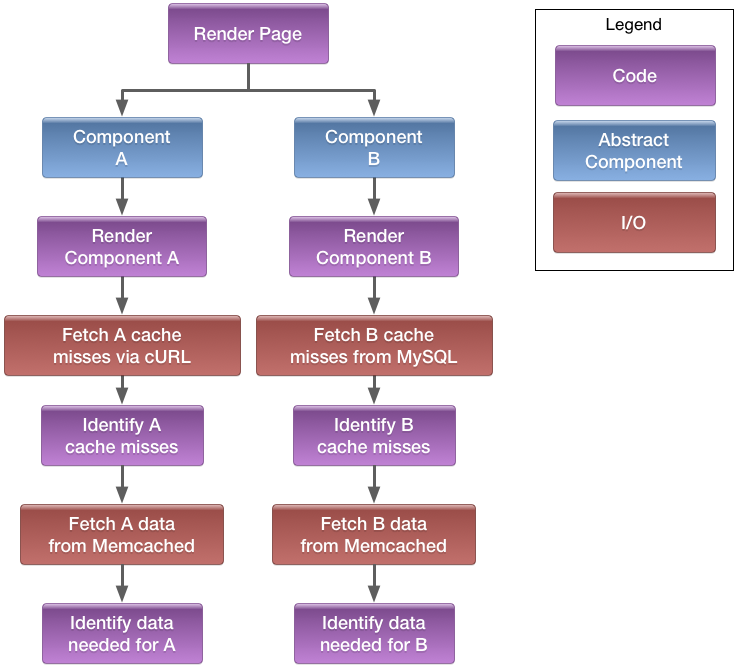 Render Page
Legend
Code
Abstract
Component
I/O
Component
A
Component
B
Render
Component A
Render
Component B
Fetch A cache
misses via cURL
Fetch B cache
misses from MySQL
Identify A
cache misses
Identify B
cache misses
Fetch A data
from Memcached
Fetch B data
from Memcached
Identify data
needed for A
Identify data
needed for B